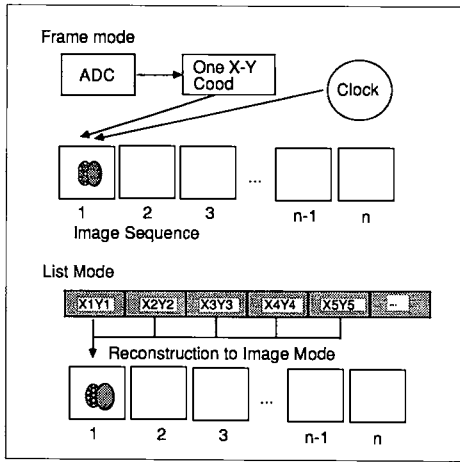 Frame mode
ADC
One X-Y
Cood
Clock
...
1 2 3 n-1 n
Image Sequence
List Mode
X1Y1 X2Y2 X3Y3 X4Y4 X5Y5 ...
Reconstruction to Image Mode
...
1 2 3 n-1 n